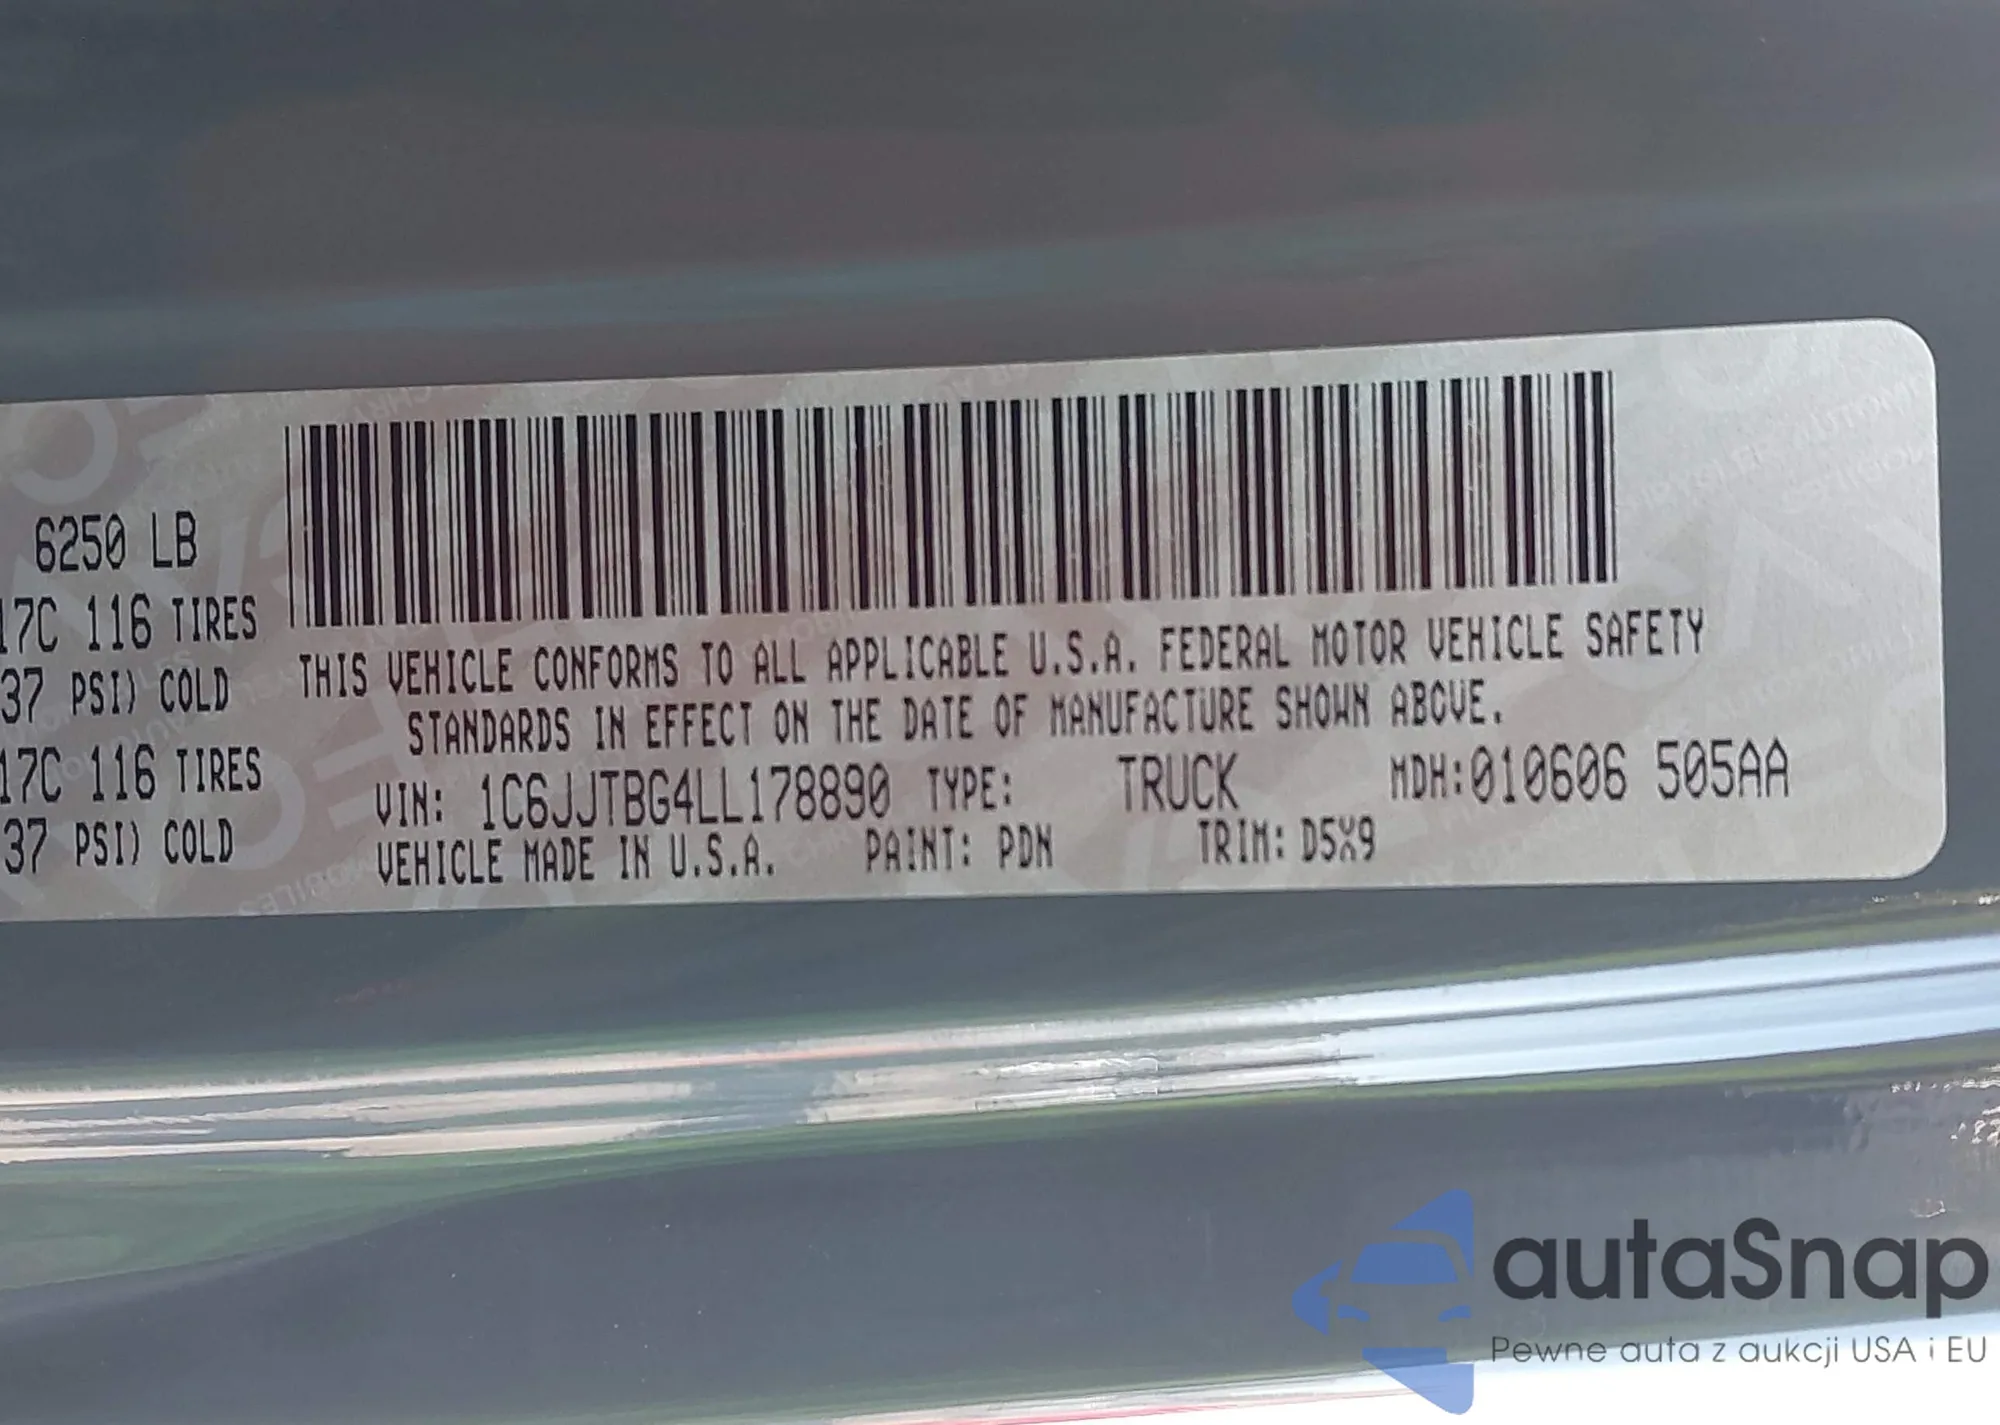 6250 LB
17C 116 TIRES
37 PSI) COLD
17C 116 TIRES
37 PSI) COLD
THIS VEHICLE CONFORMS TO ALL APPLICABLE U.S.A. FEDERAL MOTOR VEHICLE SAFETY
STANDARDS IN EFFECT ON THE DATE OF MANUFACTURE SHOWN ABOVE.
VIN: 1C6JJTBG4LL178890 TYPE: TRUCK MDH:010606 505AA
VEHICLE MADE IN U.S.A. PAINT: PDN TRIM: D5X9
autaSnap
Pewne auta z aukcji USA i EU